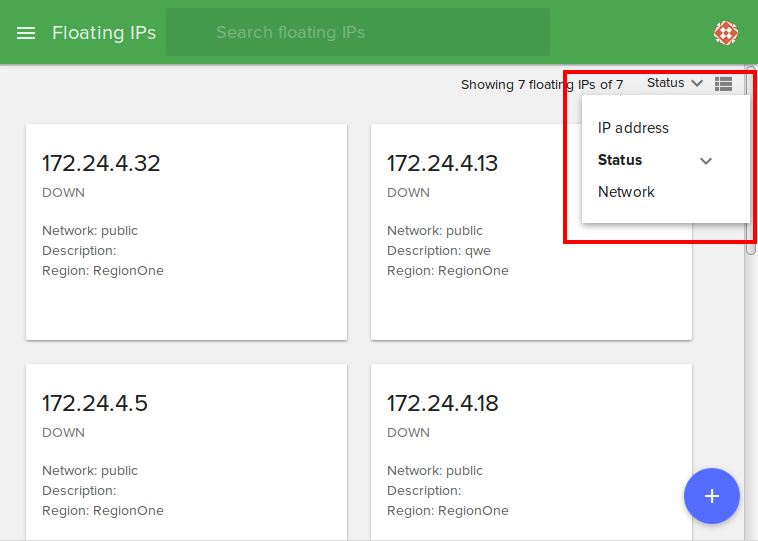 Floating IPs
Search floating IPs
Showing 7 floating IPs of 7
Status
IP address
Status
Network
172.24.4.32
DOWN
Network: public
Description:
Region: RegionOne
172.24.4.13
DOWN
Network: public
Description: qwe
Region: RegionOne
172.24.4.5
DOWN
Network: public
Description:
Region: RegionOne
172.24.4.18
DOWN
Network: public
Description:
Region: RegionOne